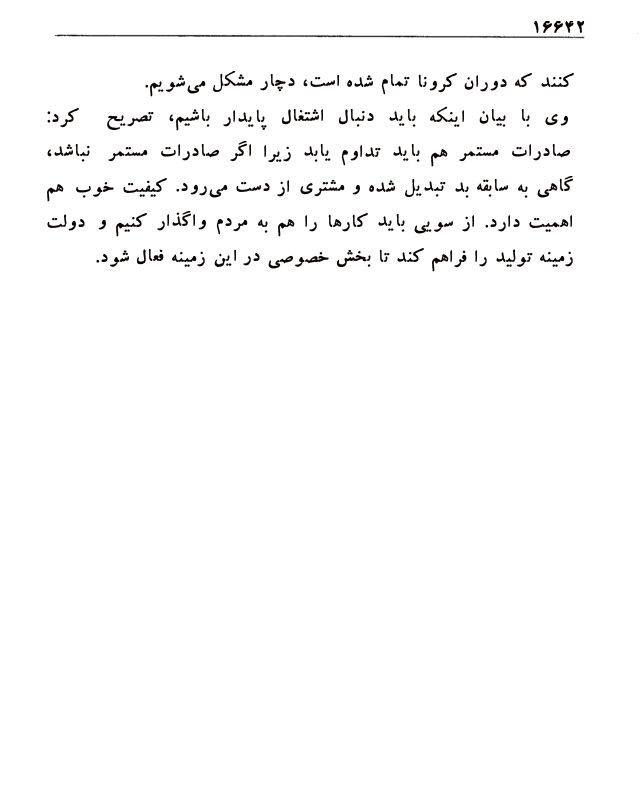 ۱۶۶۴۲
کنند که دوران کرونا تمام شده است، دچار مشکل می‌شویم.
وی با بیان اینکه باید دنبال اشتغال پایدار باشیم، تصریح کرد:
صادرات مستمر هم باید تداوم یابد زیرا اگر صادرات مستمر نباشد،
گاهی به سابقه بد تبدیل شده و مشتری از دست می‌رود. کیفیت خوب هم
اهمیت دارد. از سویی باید کارها را هم به مردم واگذار کنیم و دولت
زمینه تولید را فراهم کند تا بخش خصوصی در این زمینه فعال شود.